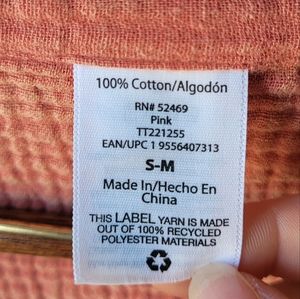 100% Cotton/Algodón
RN# 52469
Pink
TT221255
EAN/UPC 1 9556407313
S-M
Made In/Hecho En
China
THIS LABEL YARN IS MADE
OUT OF 100% RECYCLED
POLYESTER MATERIALS